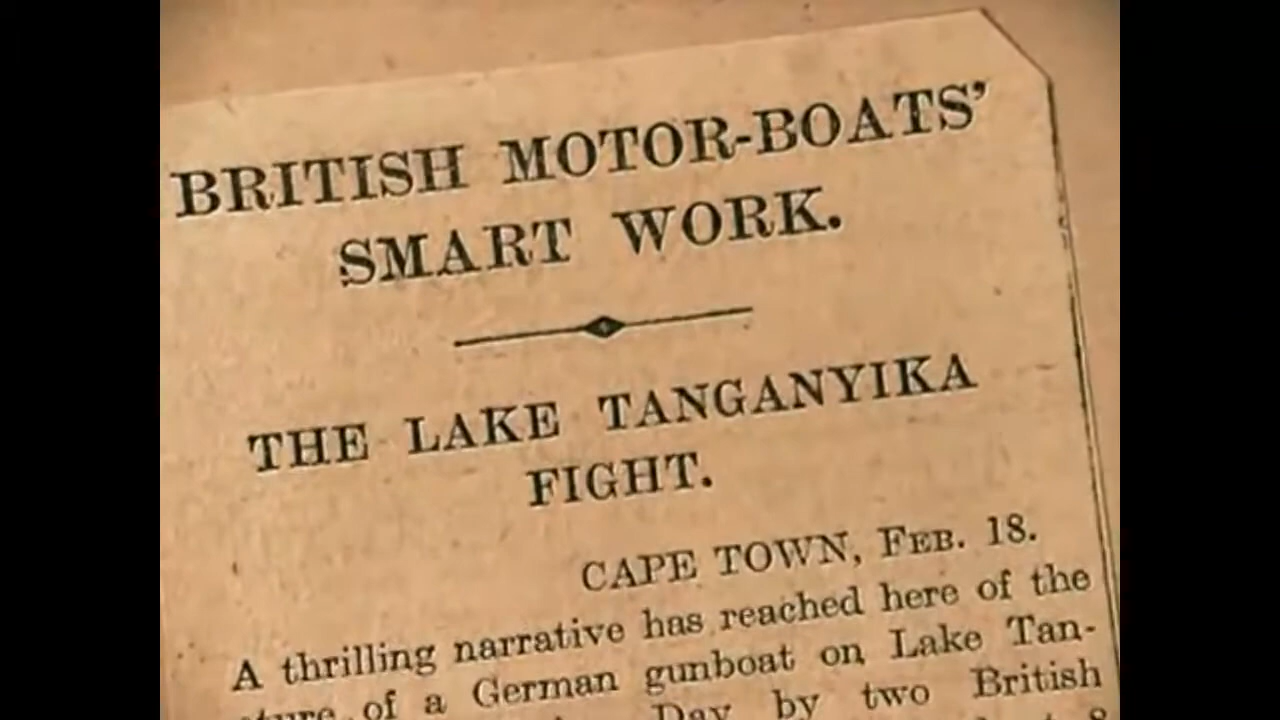 BRITISH MOTOR-BOATS'
SMART WORK.
THE LAKE TANGANYIKA
FIGHT.
CAPE TOWN, FEB. 18.
A thrilling narrative has reached here of the
of a German gunboat on Lake Tan-
Day by two British